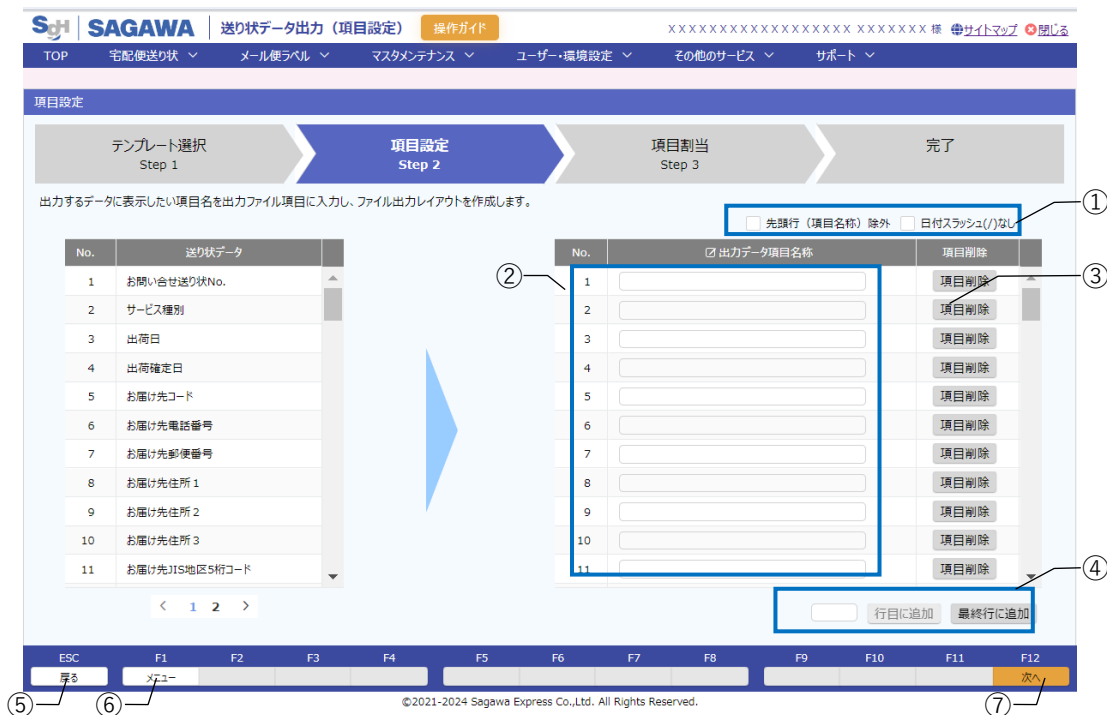 SgH SAGAWA 送り状データ出力（項目設定） 操作ガイド XXXXXXXXXXXXXXXXXX XXXXXXX 様 サイトマップ 閉じる
TOP 宅配便送り状 メール便ラベル マスタメンテナンス ユーザー・環境設定 その他のサービス サポート
項目設定
テンプレート選択 項目設定 項目割当 完了
Step 1 Step 2 Step 3
出力するデータに表示したい項目名を出力ファイル項目に入力し、ファイル出力レイアウトを作成します。
先頭行（項目名称）除外 日付スラッシュ(/)なし ①
No. 送り状データ No. 出力データ項目名称 項目削除
② ③
1 お問い合せ送り状No. 1 項目削除
2 サービス種別 2 項目削除
3 出荷日 3 項目削除
4 出荷確定日 4 項目削除
5 お届け先コード 5 項目削除
6 お届け先電話番号 6 項目削除
7 お届け先郵便番号 7 項目削除
8 お届け先住所１ 8 項目削除
9 お届け先住所２ 9 項目削除
10 お届け先住所３ 10 項目削除
11 お届け先JIS地区5桁コード 11 項目削除
④
< 1 2 > 行目に追加 最終行に追加
ESC F1 F2 F3 F4 F5 F6 F7 F8 F9 F10 F11 F12
戻る メニュー 次へ
⑤ ⑥ ⑦
©2021-2024 Sagawa Express Co.,Ltd. All Rights Reserved.